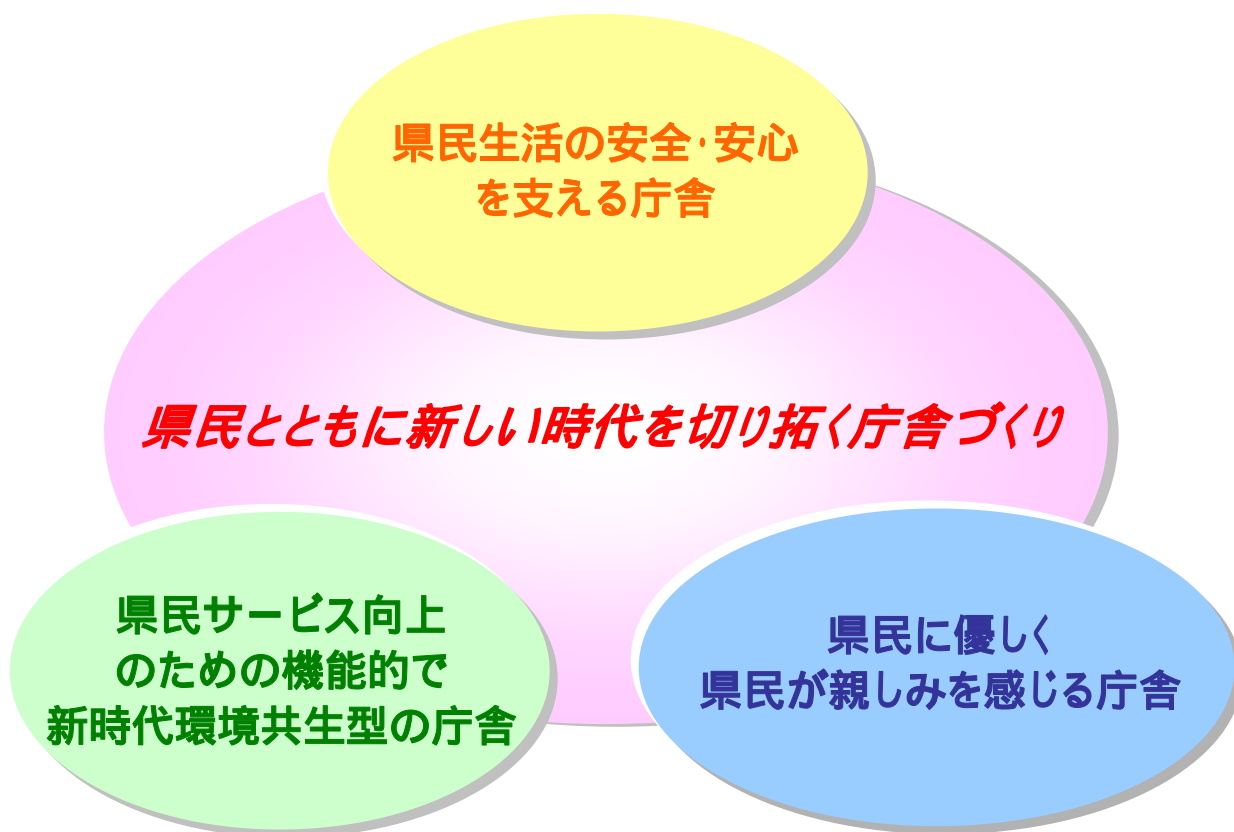 県民生活の安全・安心
を支える庁舎
県民とともに新しい時代を切り拓く庁舎づくり
県民サービス向上
のための機能的で
新時代環境共生型の庁舎
県民に優しく
県民が親しみを感じる庁舎